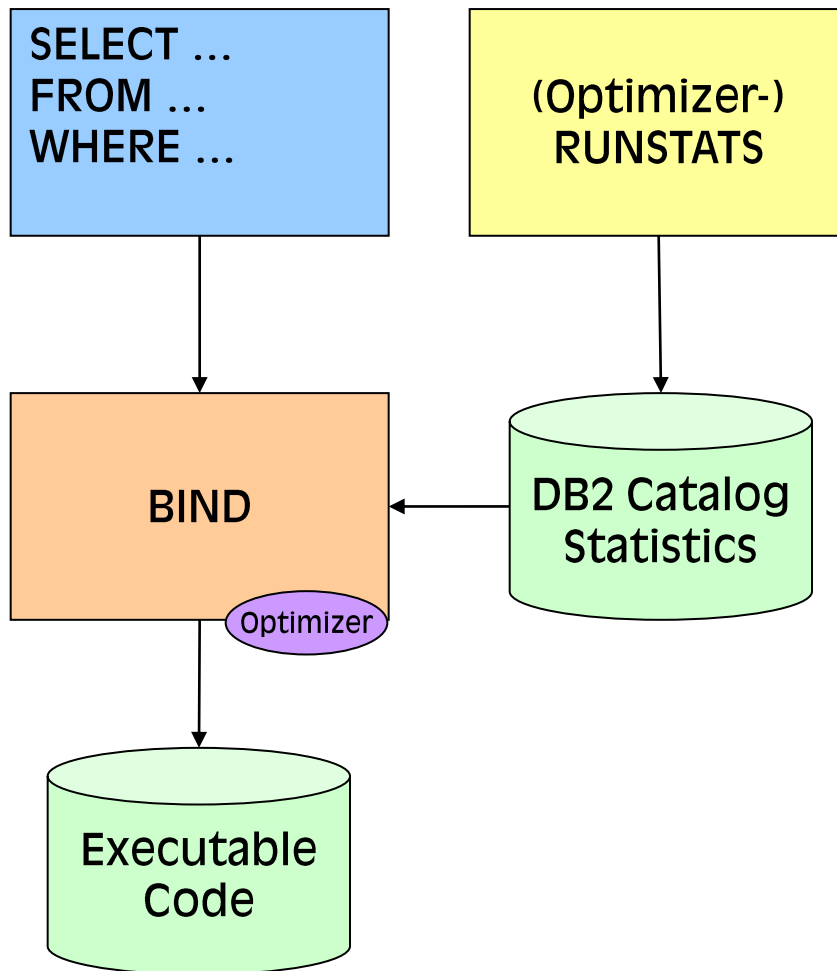 SELECT ...
FROM ...
WHERE ...
(Optimizer-)
RUNSTATS
BIND
DB2 Catalog
Statistics
Optimizer
Executable
Code